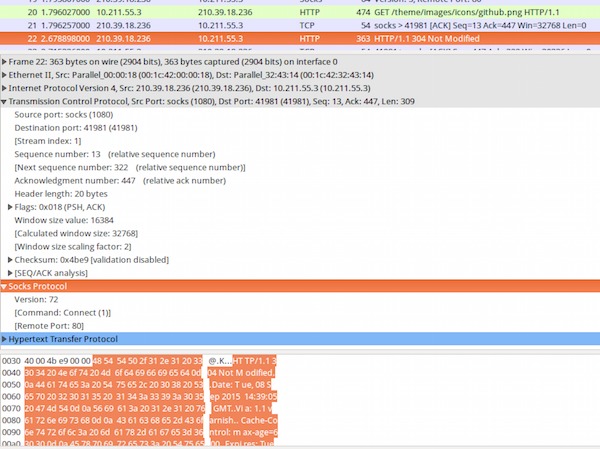 20 1.796027000 10.211.55.3 210.39.18.236 HTTP 474 GET /theme/images/icons/github.png HTTP/1.1
21 1.796287000 210.39.18.236 10.211.55.3 TCP 54 socks > 41981 [ACK] Seq=13 Ack=447 Win=32768 Len=0
22 2.678898000 210.39.18.236 10.211.55.3 HTTP 363 HTTP/1.1 304 Not Modified
Frame 22: 363 bytes on wire (2904 bits), 363 bytes captured (2904 bits) on interface 0
Ethernet II, Src: Parallel_00:00:18 (00:1c:42:00:00:18), Dst: Parallel_32:43:14 (00:1c:42:32:43:14)
Internet Protocol Version 4, Src: 210.39.18.236 (210.39.18.236), Dst: 10.211.55.3 (10.211.55.3)
Transmission Control Protocol, Src Port: socks (1080), Dst Port: 41981 (41981), Seq: 13, Ack: 447, Len: 309
Source port: socks (1080)
Destination port: 41981 (41981)
[Stream index: 1]
Sequence number: 13 (relative sequence number)
[Next sequence number: 322 (relative sequence number)]
Acknowledgment number: 447 (relative ack number)
Header length: 20 bytes
Flags: 0x018 (PSH, ACK)
Window size value: 16384
[Calculated window size: 32768]
[Window size scaling factor: 2]
Checksum: 0x4be9 [validation disabled]
[SEQ/ACK analysis]
Socks Protocol
Version: 72
[Command: Connect (1)]
[Remote Port: 80]
Hypertext Transfer Protocol
0030 40 00 4b e9 00 00 48 54 54 50 2f 31 2e 31 20 33 @.K...HT TP/1.1 3
0040 30 34 20 4e 6f 74 20 4d 6f 64 69 66 69 65 64 0d 04 Not M odified.
0050 0a 44 61 74 65 3a 20 54 75 65 2c 20 30 38 20 53 .Date: T ue, 08 S
0060 65 70 20 32 30 31 35 20 31 34 3a 33 39 3a 30 35 ep 2015 14:39:05
0070 20 47 4d 54 0d 0a 56 69 61 3a 20 31 2e 31 20 76 GMT..Vi a: 1.1 v
0080 61 72 6e 69 73 68 0d 0a 43 61 63 68 65 2d 43 6f arnish.. Cache-Co
0090 6e 74 72 6f 6c 3a 20 6d 61 78 2d 61 67 65 3d 36 ntrol: m ax-age=6
00a0 30 30 0d 0a 45 78 70 69 72 65 73 3a 20 54 75 65 00..Expi res: Tue